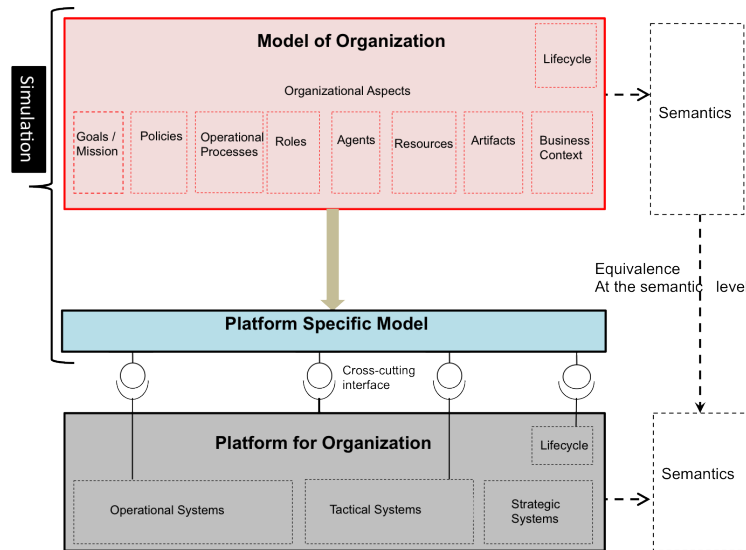 Simulation
Model of Organization
Lifecycle
Organizational Aspects
Goals /
Mission
Policies
Operational
Processes
Roles
Agents
Resources
Artifacts
Business
Context
Semantics
Equivalence
At the semantic level
Platform Specific Model
Cross-cutting
interface
Platform for Organization
Lifecycle
Operational Systems
Tactical Systems
Strategic
Systems
Semantics